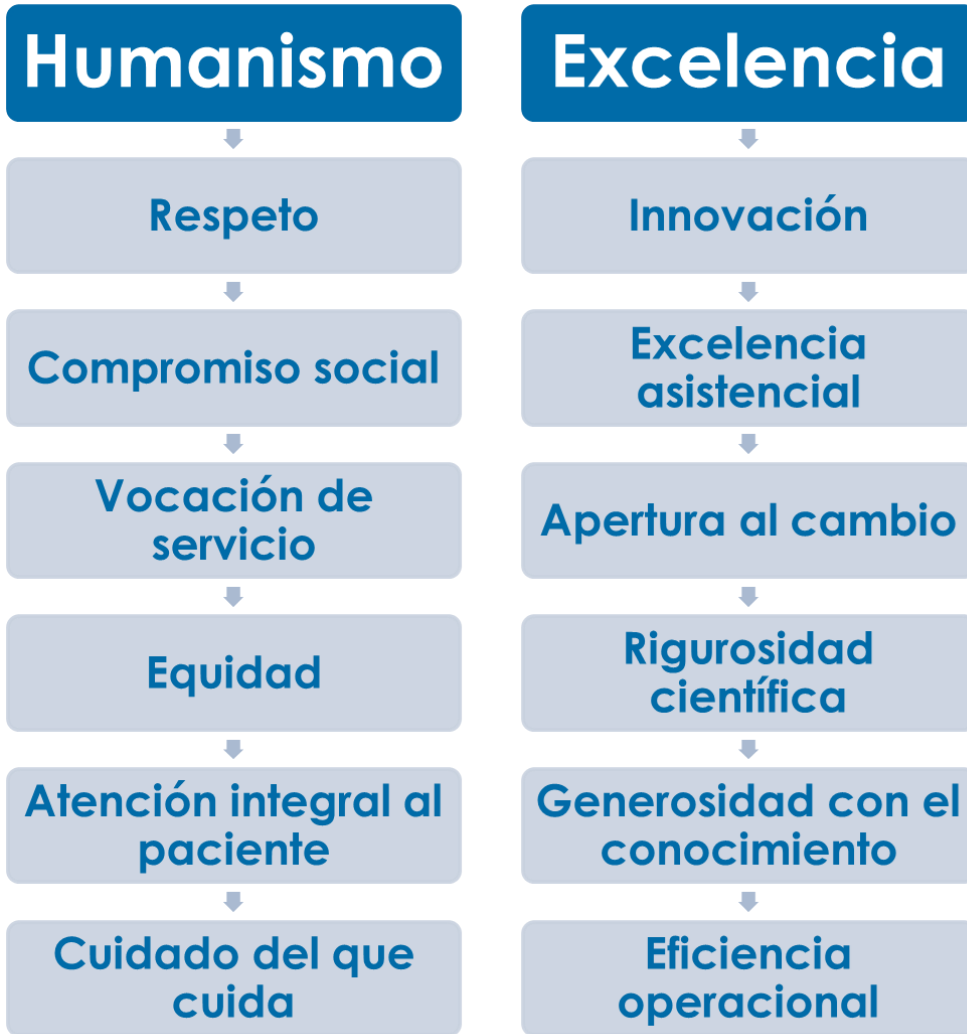 Humanismo
Respeto
Compromiso social
Vocación de
servicio
Equidad
Atención integral al
paciente
Cuidado del que
cuida
Excelencia
Innovación
Excelencia
asistencial
Apertura al cambio
Rigurosidad
científica
Generosidad con el
conocimiento
Eficiencia
operacional